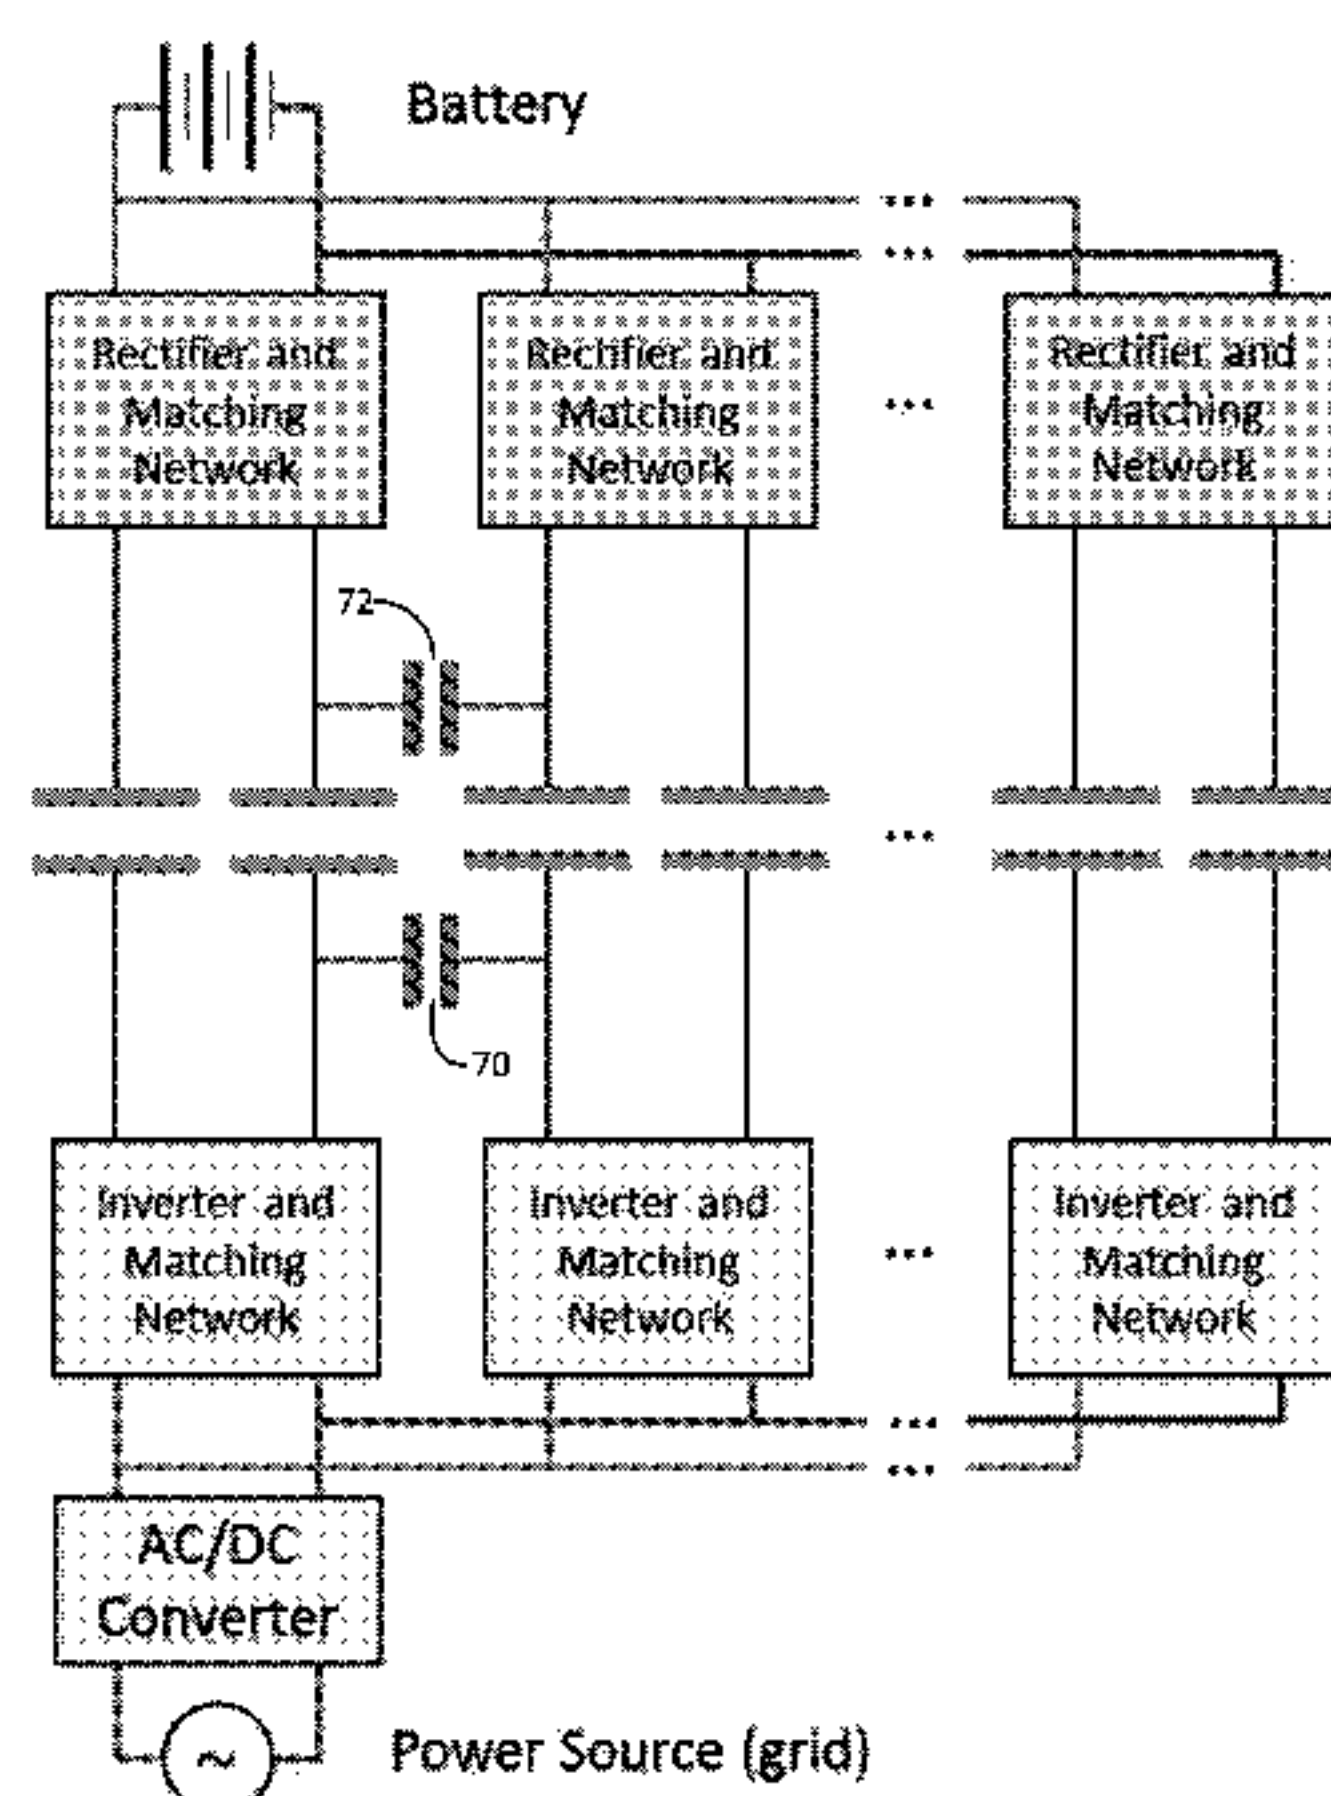 Battery
...
...
Rectifier and
Matching
Network
Rectifier and
Matching
Network
...
Rectifier and
Matching
Network
72
...
70
Inverter and
Matching
Network
Inverter and
Matching
Network
...
Inverter and
Matching
Network
...
...
AC/DC
Converter
~
Power Source (grid)